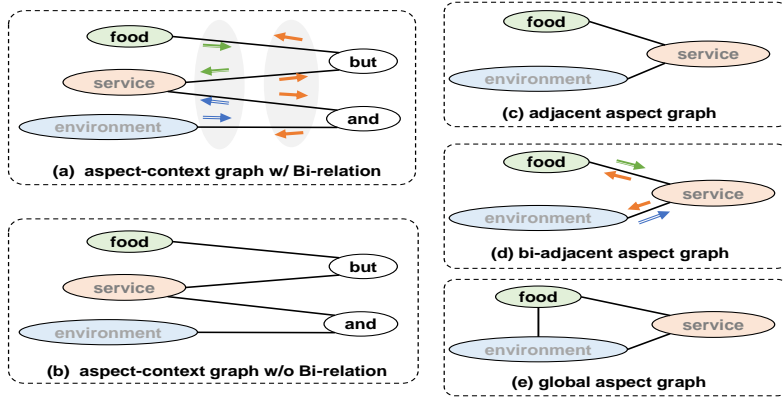 food
but
service
and
environment
(a) aspect-context graph w/ Bi-relation
food
but
service
and
environment
(b) aspect-context graph w/o Bi-relation
food
service
environment
(c) adjacent aspect graph
food
service
environment
(d) bi-adjacent aspect graph
food
service
environment
(e) global aspect graph